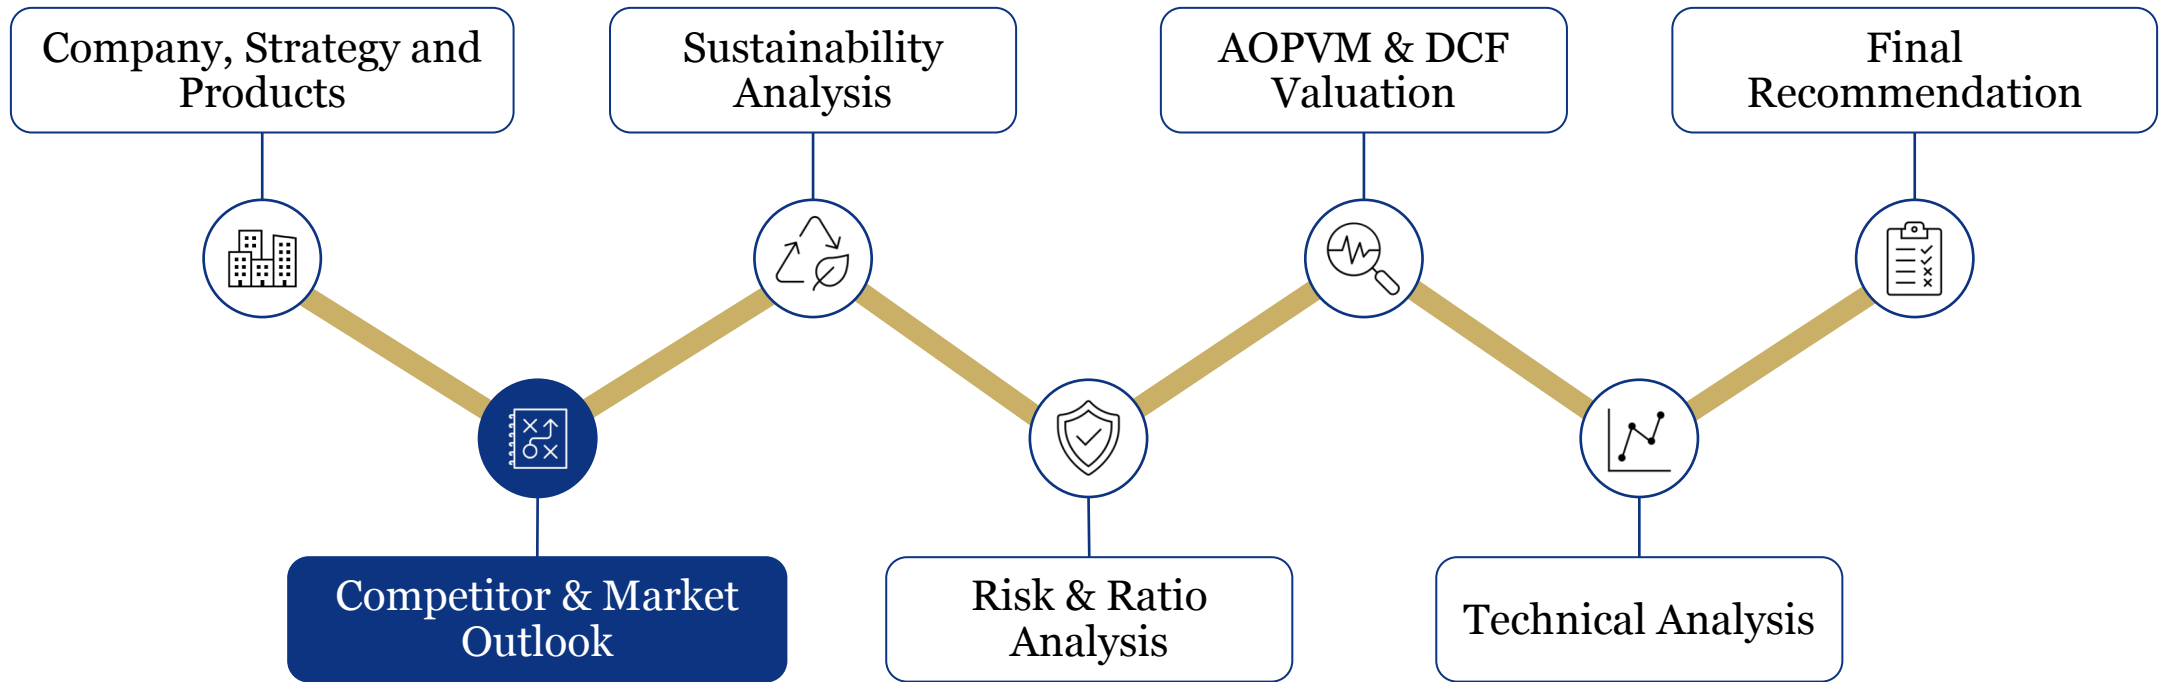 Company, Strategy and
Products
Sustainability
Analysis
AOPVM & DCF
Valuation
Final
Recommendation
Competitor & Market
Outlook
Risk & Ratio
Analysis
Technical Analysis